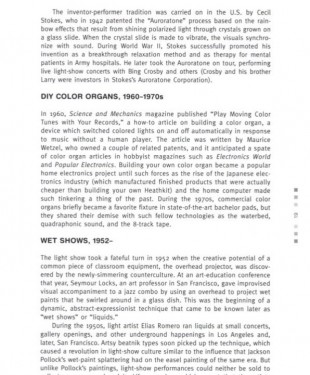 The inventor-performer tradition was carried on in the U.S. by Cecil
Stokes, who in 1942 patented the "Auroratone" process based on the rain-
bow effects that result from shining polarized light through crystals grown on
a glass slide. When the crystal slide is made to vibrate, the visuals synchro-
nize with sound. During World War II, Stokes successfully promoted his
invention as a breakthrough relaxation method and as therapy for mental
patients in Army hospitals. He later took the Auroratone on tour, performing
live light-show concerts with Bing Crosby and others (Crosby and his brother
Larry were investors in Stokes's Auroratone Corporation).
DIY COLOR ORGANS, 1960–1970s
In 1960, Science and Mechanics magazine published "Play Moving Color
Tunes with Your Records," a how-to article on building a color organ, a
device which switched colored lights on and off automatically in response
to music without a human player. The article was written by Maurice
Wetzel, who owned a couple of related patents, and it anticipated a spate
of color organ articles in hobbyist magazines such as Electronics World
and Popular Electronics. Building your own color organ became a popular
home electronics project until such forces as the rise of the Japanese elec-
tronics industry (which manufactured finished products that were actually
cheaper than building your own Heathkit) and the home computer made
such tinkering a thing of the past. During the 1970s, commercial color
organs briefly became a favorite fixture in state-of-the-art bachelor pads, but
they shared their demise with such fellow technologies as the waterbed,
quadraphonic sound, and the 8-track tape.
WET SHOWS, 1952–
The light show took a fateful turn in 1952 when the creative potential of a
common piece of classroom equipment, the overhead projector, was discov-
ered by the newly-simmering counterculture. At an art-education conference
that year, Seymour Locks, an art professor in San Francisco, gave improvised
visual accompaniment to a jazz combo by using an overhead to project wet
paints that he swirled around in a glass dish. This was the beginning of a
dynamic, abstract-expressionist technique that came to be known later as
"wet shows" or "liquids."
During the 1950s, light artist Elias Romero ran liquids at small concerts,
gallery openings, and other underground happenings in Los Angeles and,
later, San Francisco. Artsy beatnik types soon picked up the technique, which
caused a revolution in light-show culture similar to the influence that Jackson
Pollock's wet-paint splattering had on the easel painting of the same era. But
unlike Pollock's paintings, light-show performances could neither be sold to